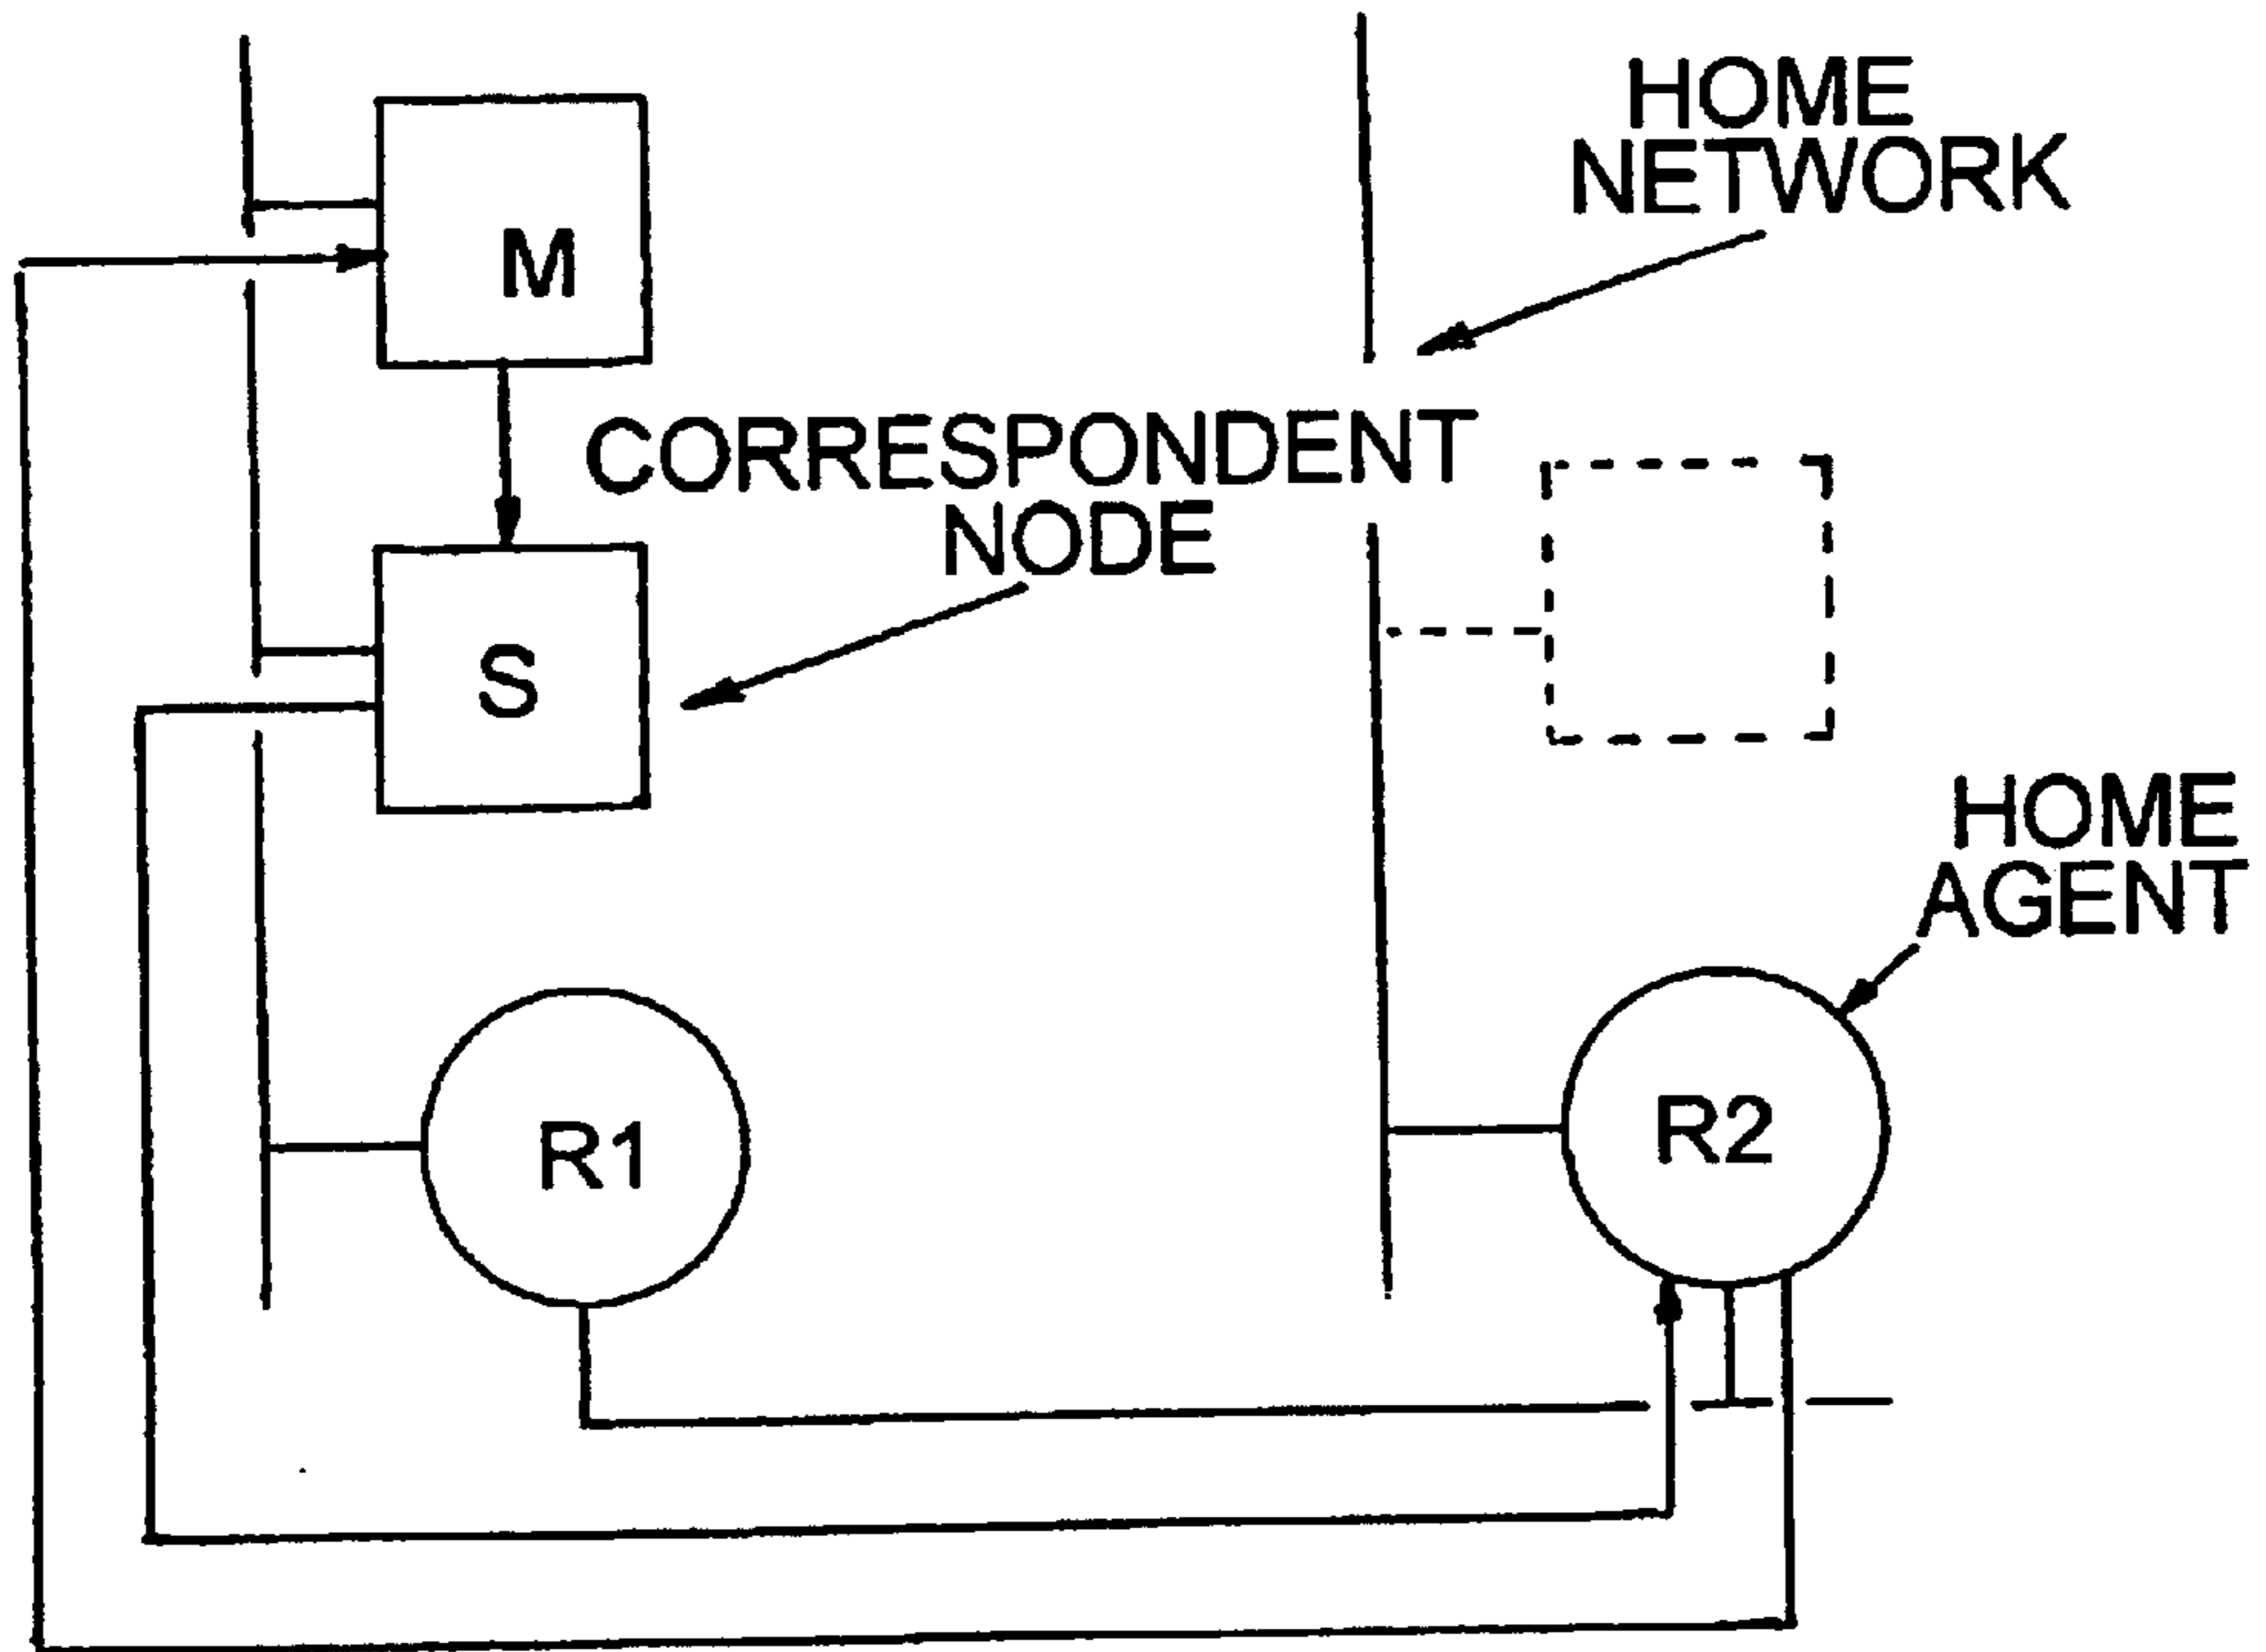 HOME
NETWORK
M
CORRESPONDENT
NODE
S
HOME
AGENT
R1
R2